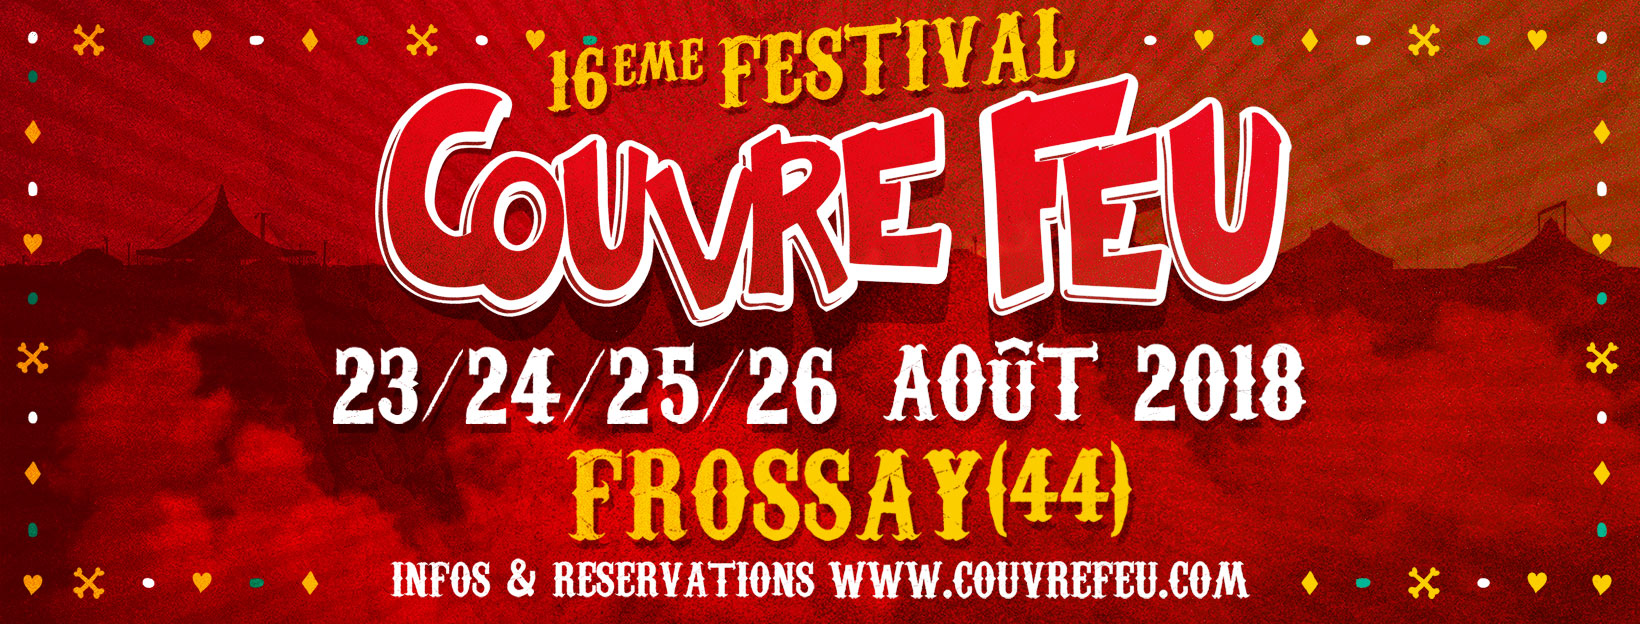 16EME FESTIVAL
COUVRE FEU
23/24/25/26 AOÛT 2018
FROSSAY(44)
INFOS & RESERVATIONS WWW.COUVREFEU.COM